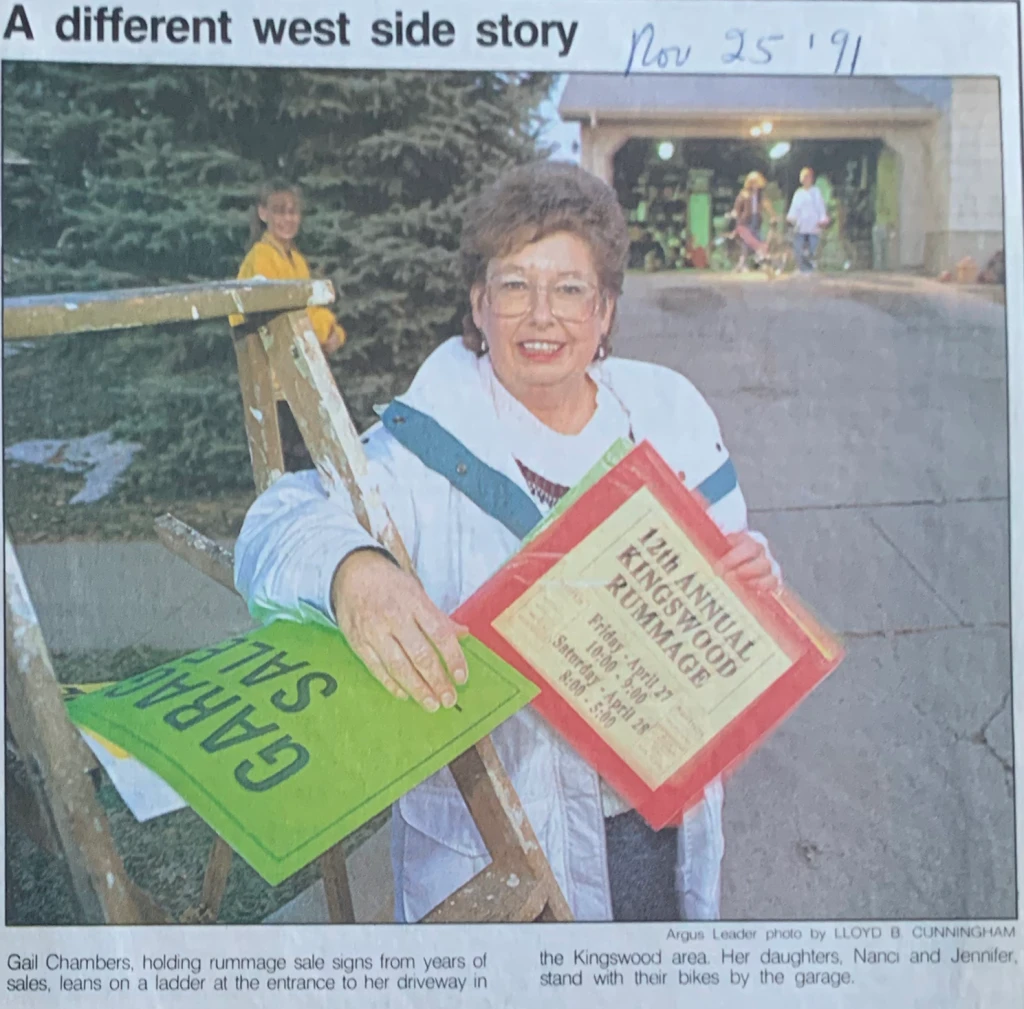 A different west side story
Nov 25 '91
12th ANNUAL
KINGSWOOD
RUMMAGE
Friday - April 27
10:00 - 9:00
Saturday - April 28
8:00 - 5:00
GARAG
SALE
Argus Leader photo by LLOYD B. CUNNINGHAM
Gail Chambers, holding rummage sale signs from years of
sales, leans on a ladder at the entrance to her driveway in
the Kingswood area. Her daughters, Nanci and Jennifer,
stand with their bikes by the garage.